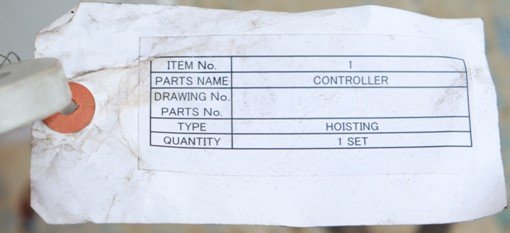 ITEM No. 1
PARTS NAME CONTROLLER
DRAWING No.
PARTS No.
TYPE HOISTING
QUANTITY 1 SET